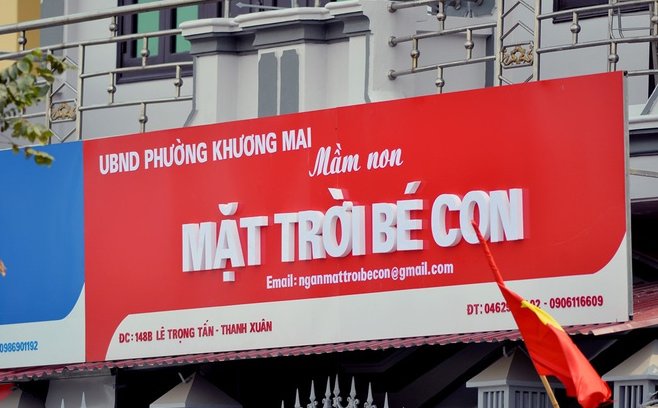 UBND PHƯỜNG KHƯƠNG MAI
Mầm non
MẶT TRỜI BÉ CON
Email: nganmattroibecon@gmail.com
ĐC: 148B LÊ TRỌNG TẤN - THANH XUÂN
- 0906116609
0986901192